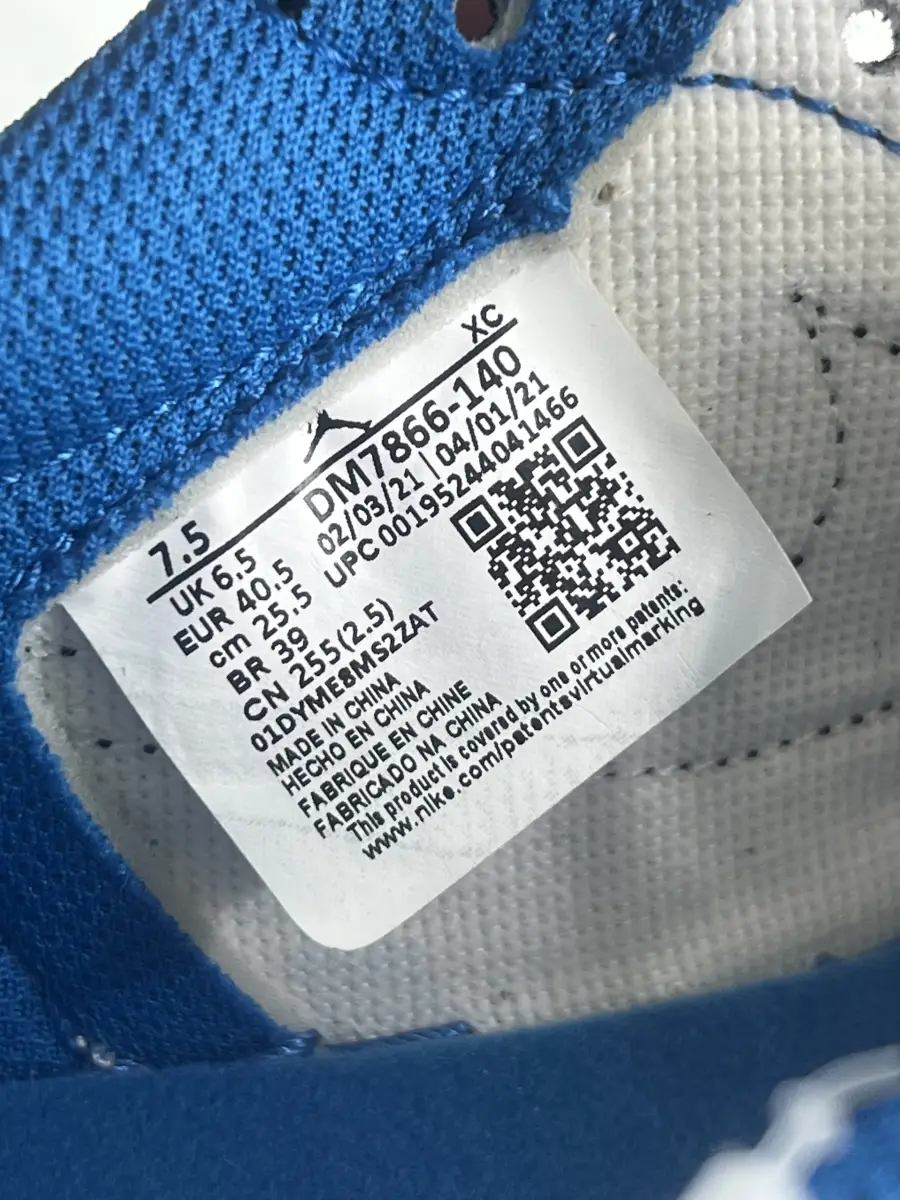 XC
7.5
DM7866-140
UK 6.5
02/03/21 | 04/01/21
EUR 40.5
UPC 00195244041466
cm 25.5
BR 39
CN 255(2.5)
01DYME8MS2ZAT
MADE IN CHINA
HECHO EN CHINA
FABRIQUE EN CHINE
FABRICADO NA CHINA
This product is covered by one or more patents:
www.nike.com/patentsvirtualmarking